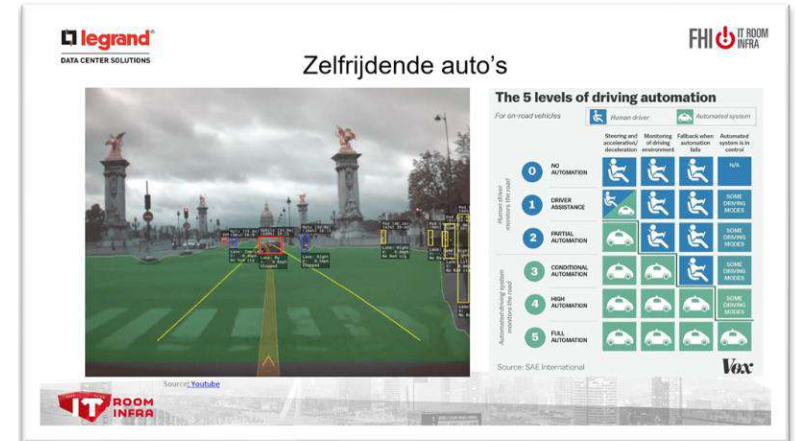 legrand
DATA CENTER SOLUTIONS
FHI IT ROOM
INFRA
Zelfrijdende auto's
The 5 levels of driving automation
For on-road vehicles
Human driver
Automated system
Steering and
acceleration/
deceleration
Monitoring
of driving
environment
Fallback when
automation
fails
Automated
system is in
control
Human driver
monitors the road
0
NO
AUTOMATION
N/A
1
DRIVER
ASSISTANCE
SOME
DRIVING
MODES
2
PARTIAL
AUTOMATION
SOME
DRIVING
MODES
Automated driving system
monitors the road
3
CONDITIONAL
AUTOMATION
SOME
DRIVING
MODES
4
HIGH
AUTOMATION
SOME
DRIVING
MODES
5
FULL
AUTOMATION
Source: SAE International
Vox
Source: Youtube
IT ROOM
INFRA